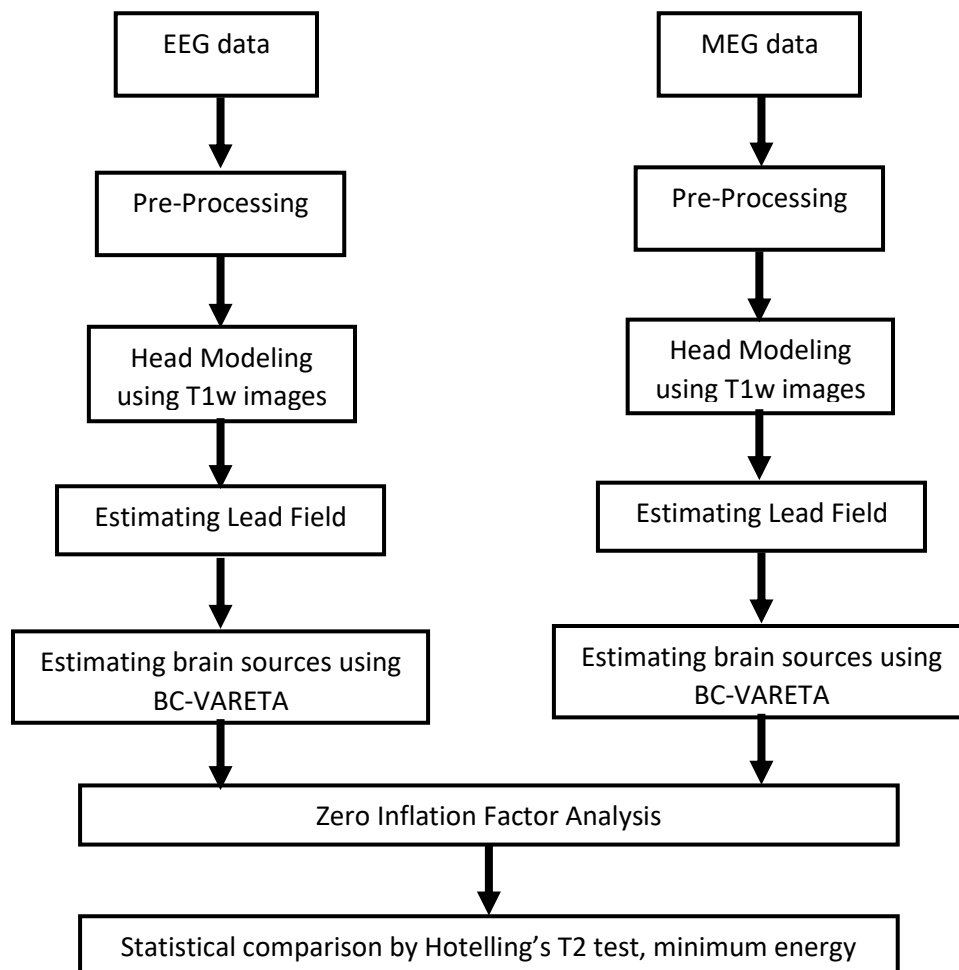 EEG data
MEG data
Pre-Processing
Pre-Processing
Head Modeling
using T1w images
Head Modeling
using T1w images
Estimating Lead Field
Estimating Lead Field
Estimating brain sources using
BC-VARETA
Estimating brain sources using
BC-VARETA
Zero Inflation Factor Analysis
Statistical comparison by Hotelling’s T2 test, minimum energy